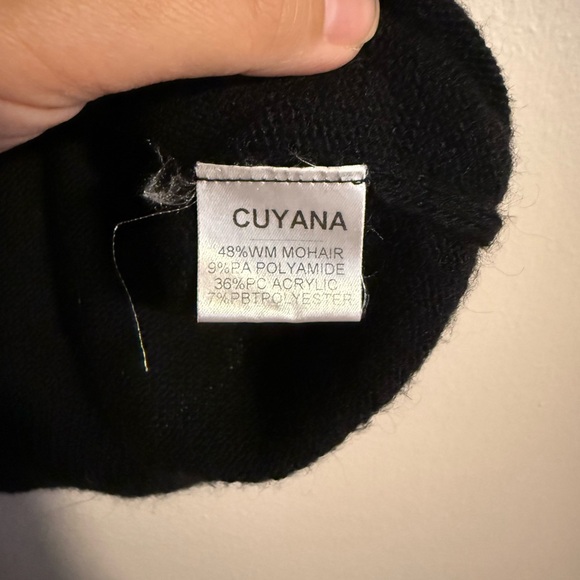 CUYANA
48%WM MOHAIR
9%PA POLYAMIDE
36%PC ACRYLIC
7%PBTPOLYESTER